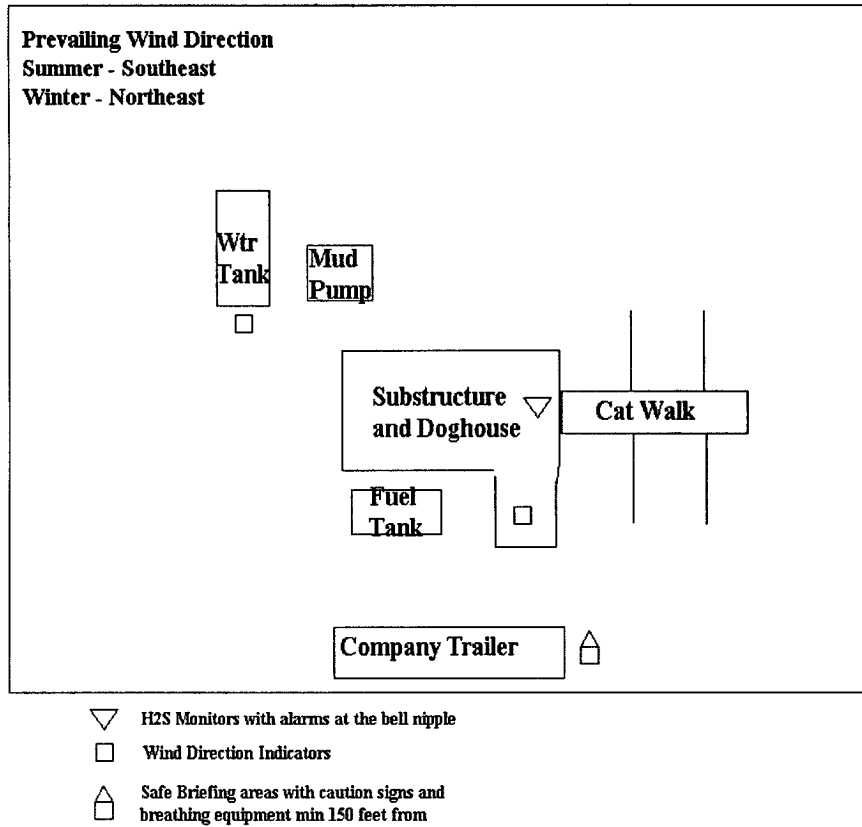 Prevailing Wind Direction
Summer - Southeast
Winter - Northeast
Wtr
Tank
Mud
Pump
Substructure
and Doghouse
Cat Walk
Fuel
Tank
Company Trailer
H2S Monitors with alarms at the bell nipple
Wind Direction Indicators
Safe Briefing areas with caution signs and
breathing equipment min 150 feet from